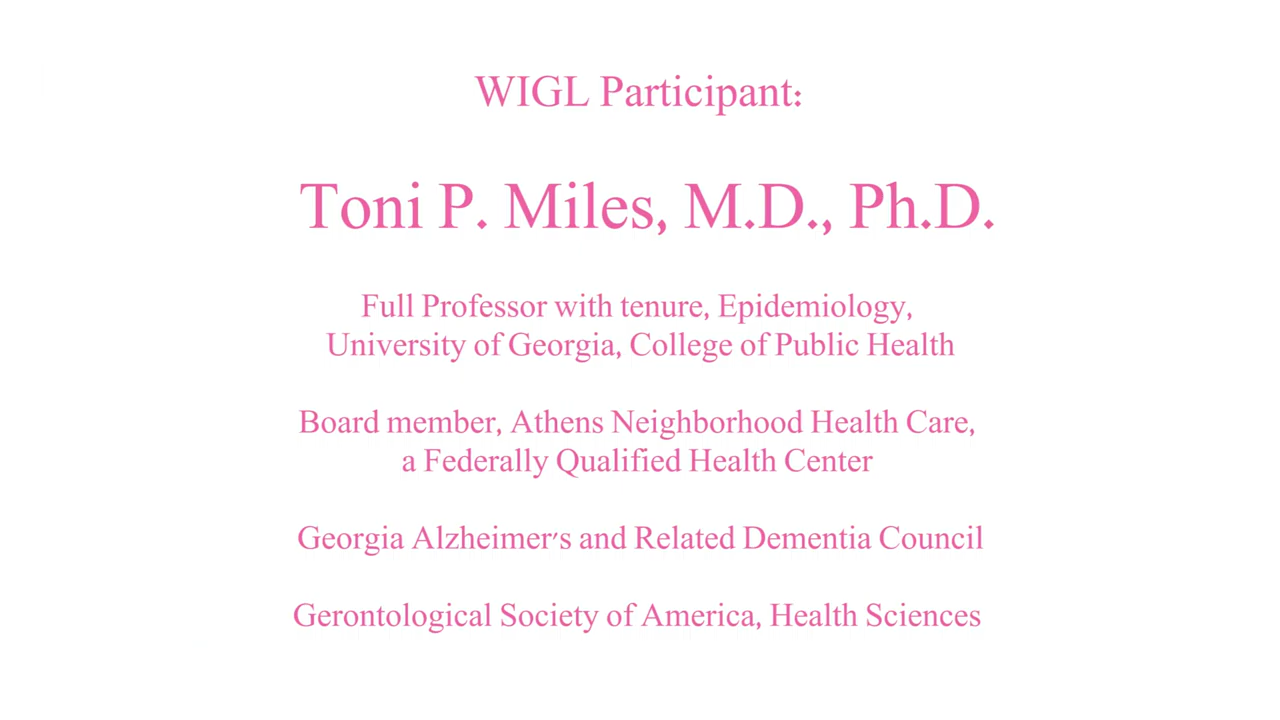 WIGL Participant:
Toni P. Miles, M.D., Ph.D.
Full Professor with tenure, Epidemiology,
University of Georgia, College of Public Health
Board member, Athens Neighborhood Health Care,
a Federally Qualified Health Center
Georgia Alzheimer's and Related Dementia Council
Gerontological Society of America, Health Sciences